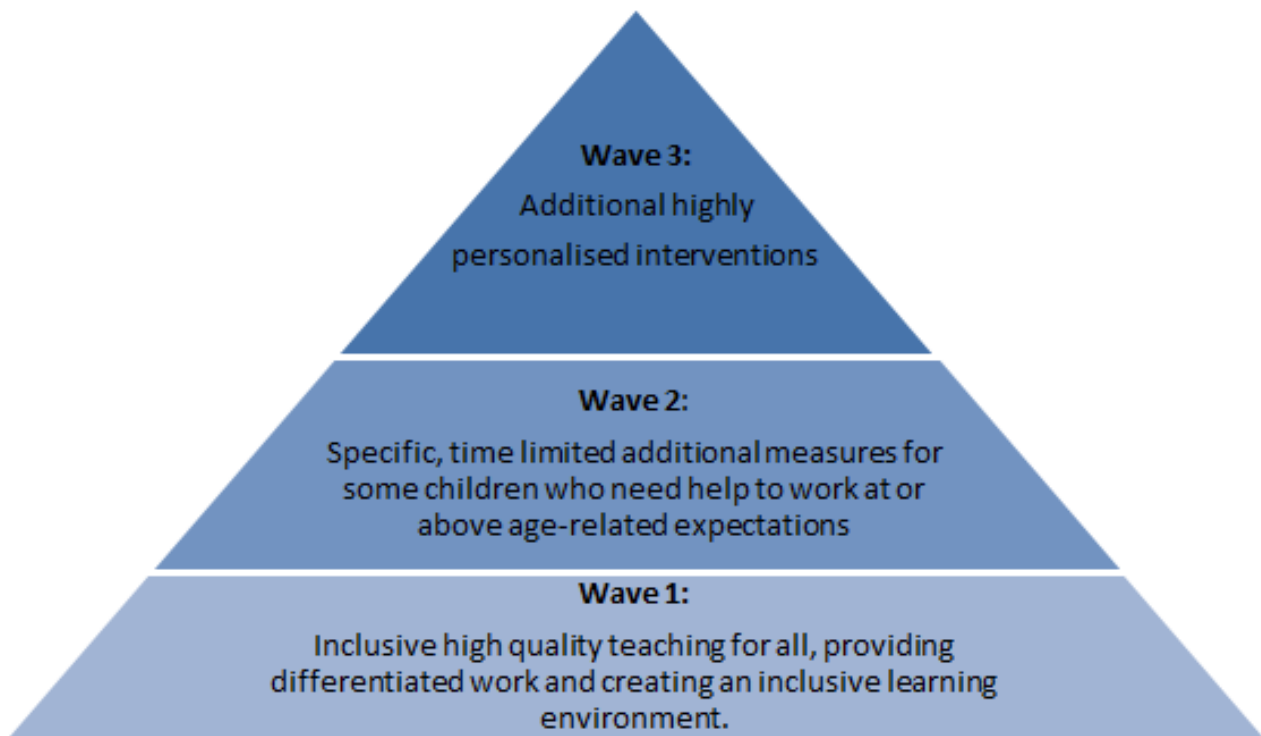 Wave 3:
Additional highly
personalised interventions
Wave 2:
Specific, time limited additional measures for
some children who need help to work at or
above age-related expectations
Wave 1:
Inclusive high quality teaching for all, providing
differentiated work and creating an inclusive learning
environment.